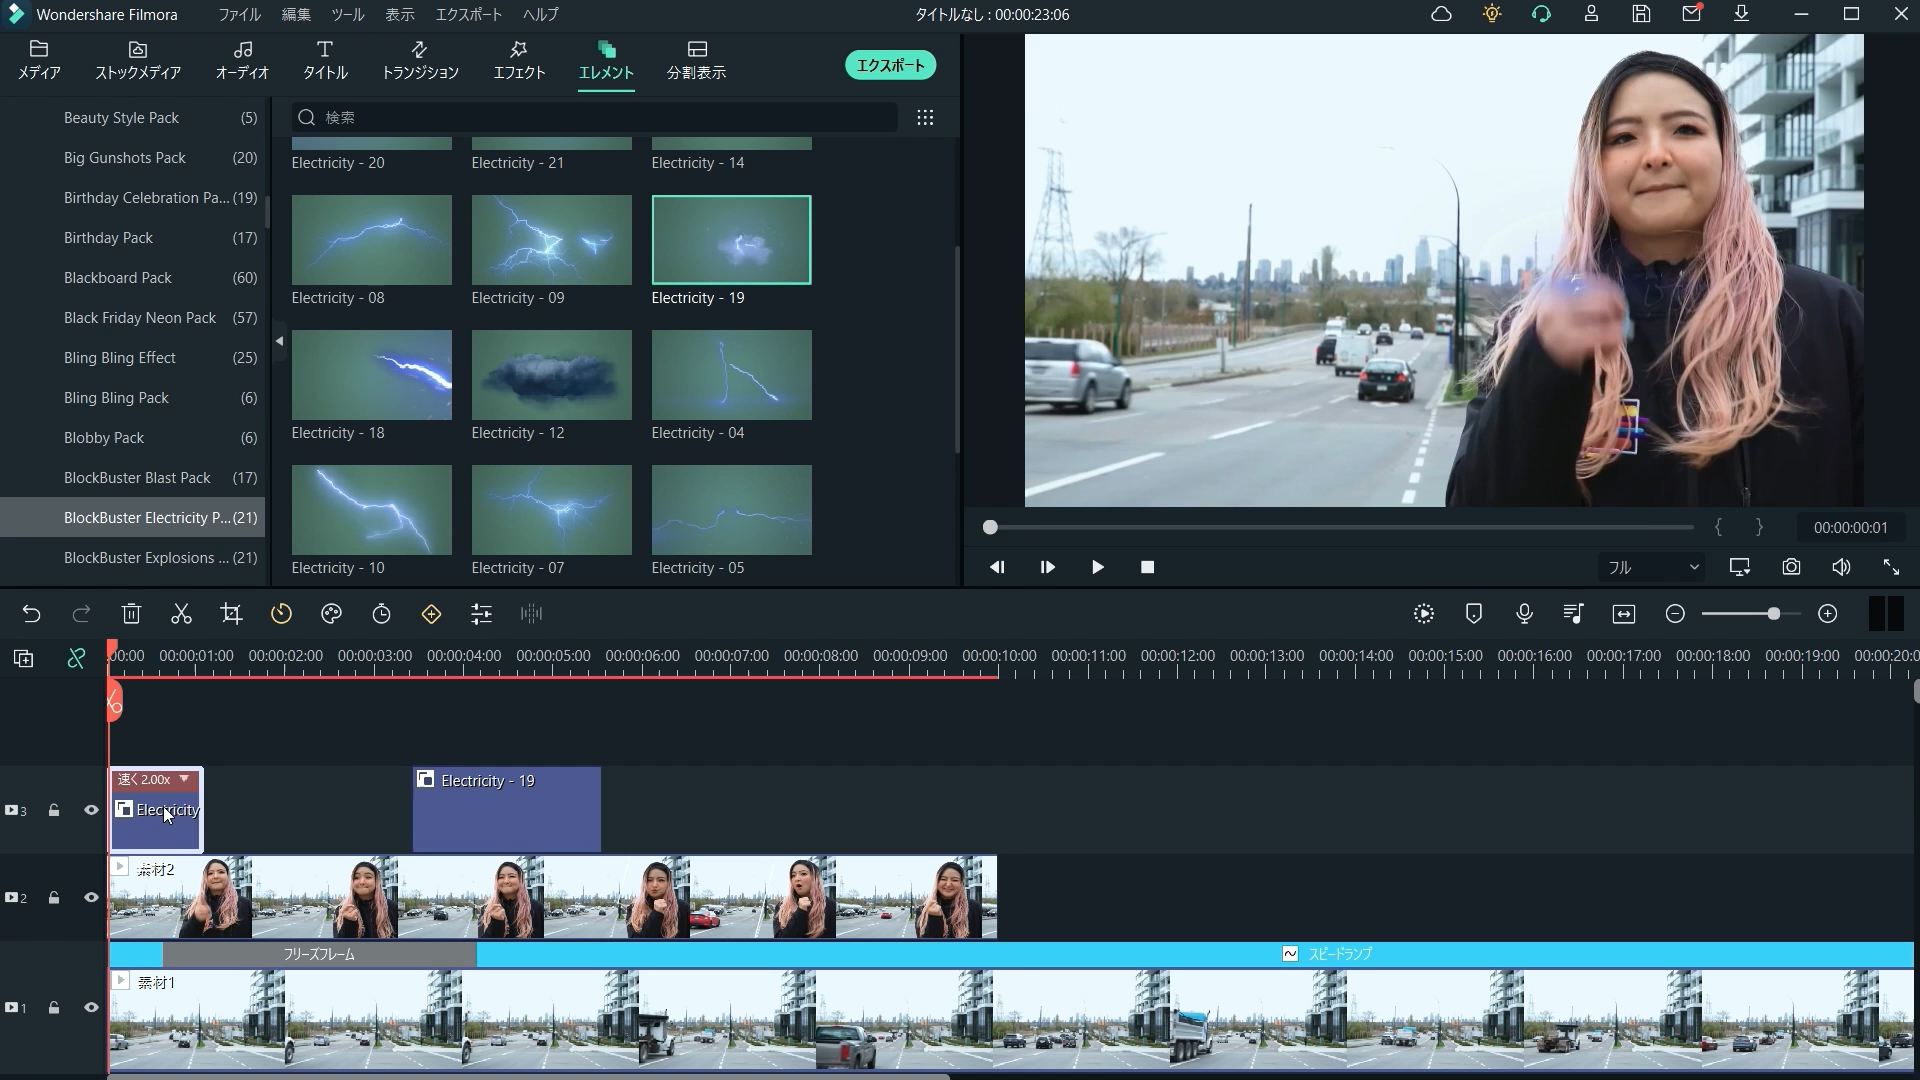 Wondershare Filmora
ファイル 編集 ツール 表示 エクスポート ヘルプ
タイトルなし : 00:00:23:06
メディア ストックメディア オーディオ タイトル トランジション エフェクト エレメント 分割表示
エクスポート
検索
Beauty Style Pack (5)
Big Gunshots Pack (20)
Birthday Celebration Pa... (19)
Birthday Pack (17)
Blackboard Pack (60)
Black Friday Neon Pack (57)
Bling Bling Effect (25)
Bling Bling Pack (6)
Blobby Pack (6)
BlockBuster Blast Pack (17)
BlockBuster Electricity P... (21)
BlockBuster Explosions ... (21)
Electricity - 20 Electricity - 21 Electricity - 14
Electricity - 08 Electricity - 09 Electricity - 19
Electricity - 18 Electricity - 12 Electricity - 04
Electricity - 10 Electricity - 07 Electricity - 05
{ } 00:00:00:01
フル
:00:00 00:00:01:00 00:00:02:00 00:00:03:00 00:00:04:00 00:00:05:00 00:00:06:00 00:00:07:00 00:00:08:00 00:00:09:00 00:00:10:00 00:00:11:00 00:00:12:00 00:00:13:00 00:00:14:00 00:00:15:00 00:00:16:00 00:00:17:00 00:00:18:00 00:00:19:00 00:00:20:0
速く 2.00x
Electricity
Electricity - 19
3
素材2
2
フリーズフレーム
スピードランプ
素材1
1